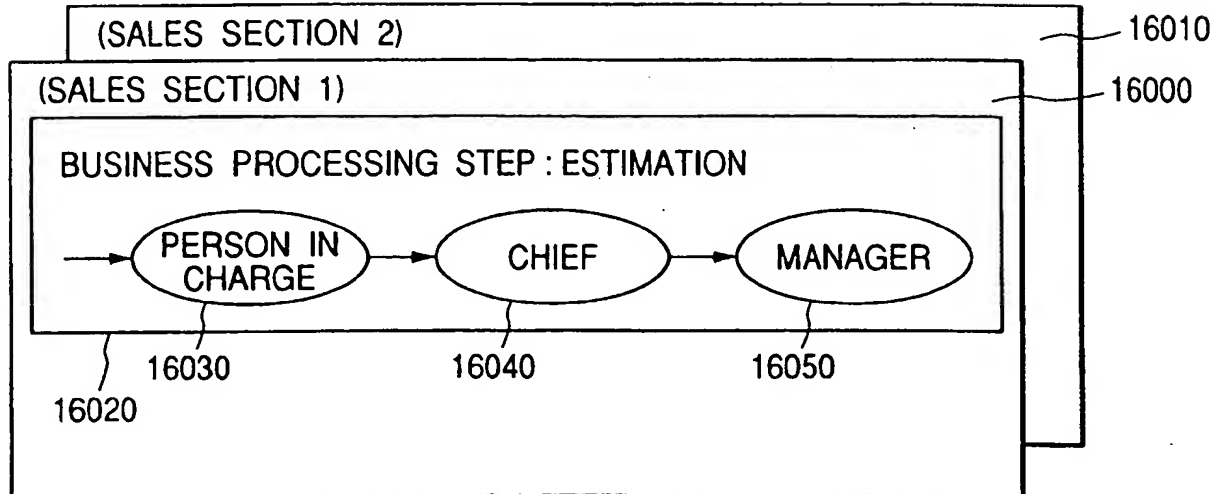 (SALES SECTION 2)
16010
(SALES SECTION 1)
16000
BUSINESS PROCESSING STEP : ESTIMATION
PERSON IN
CHARGE
CHIEF
MANAGER
16030
16040
16050
16020